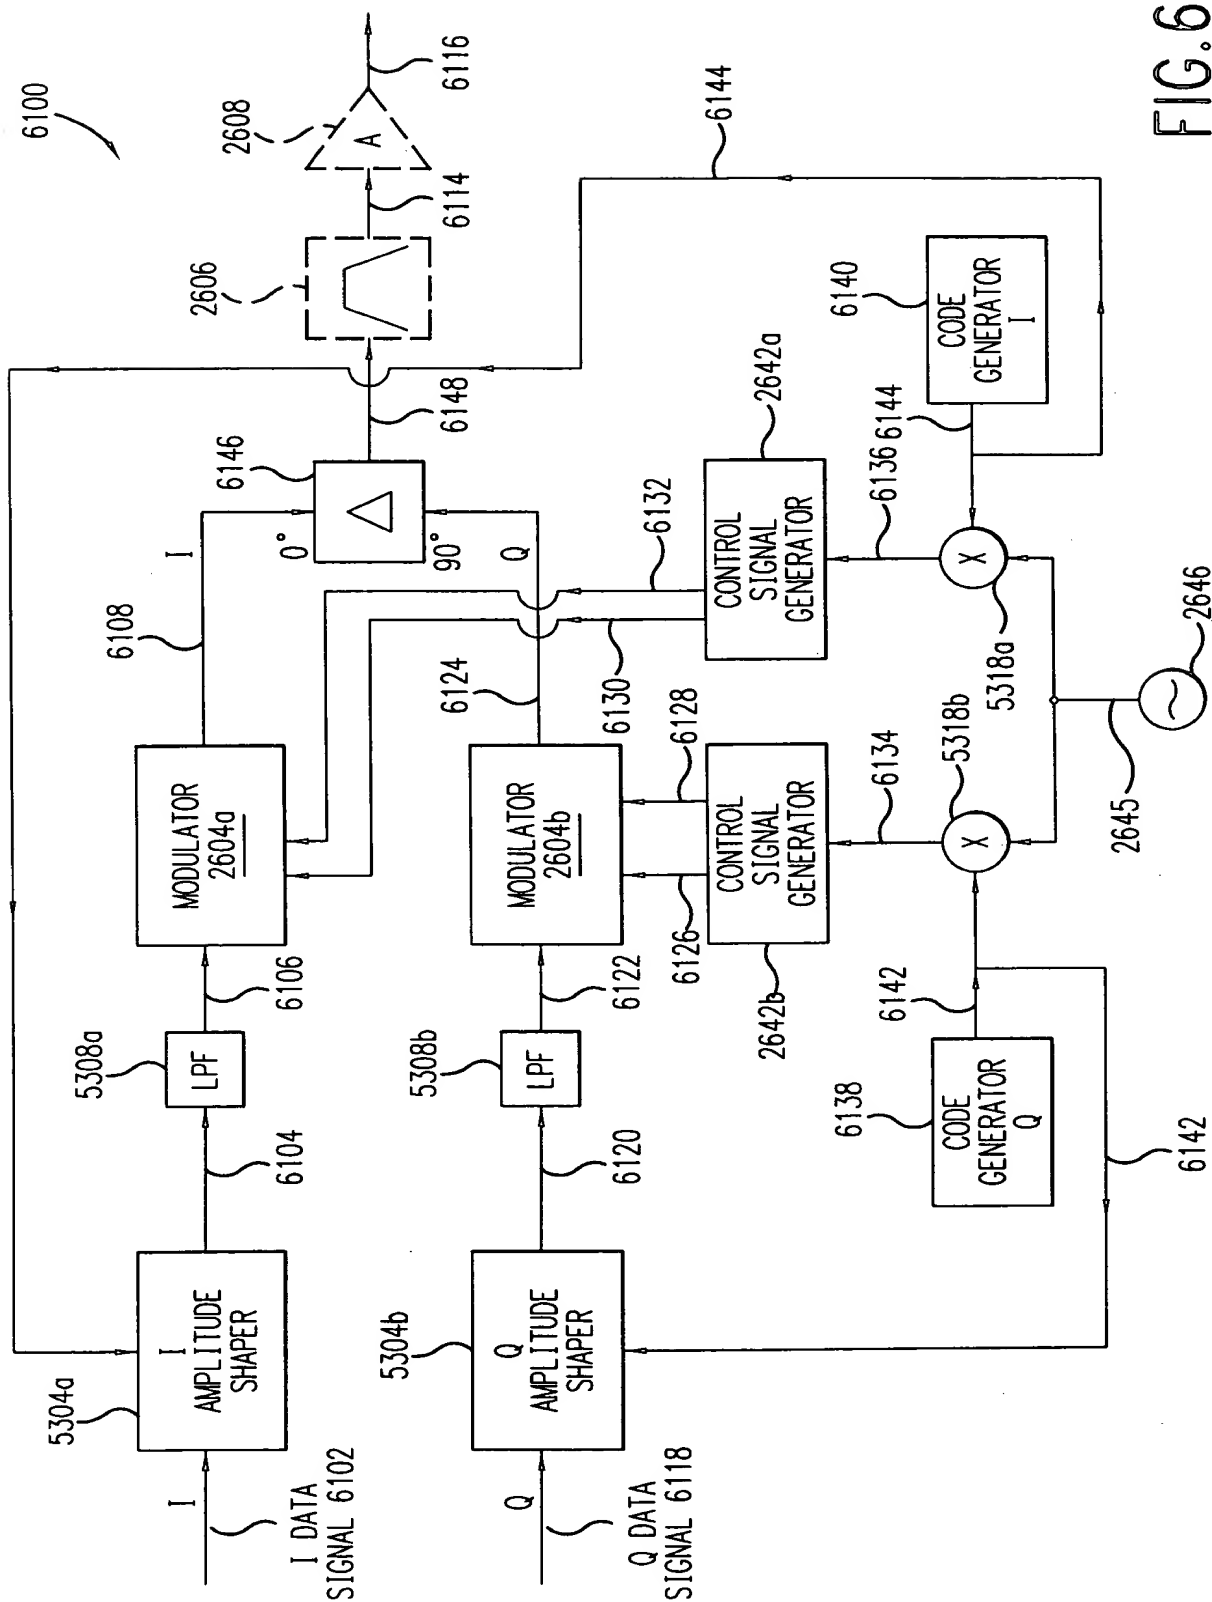 6100
I DATA
SIGNAL 6102
I
5304a
I
AMPLITUDE
SHAPER
6104
5308a
LPF
6106
MODULATOR
2604a
6108
I
0°
90°
6146
6148
2606
6114
2608
A
6116
Q DATA
SIGNAL 6118
Q
5304b
Q
AMPLITUDE
SHAPER
6120
5308b
LPF
6122
MODULATOR
2604b
6124
Q
6126
6128
6130
6132
2642b
CONTROL
SIGNAL
GENERATOR
CONTROL
SIGNAL
GENERATOR
2642a
6144
6134
6136
6138
CODE
GENERATOR
Q
6142
X
5318b
X
5318a
6144
6140
CODE
GENERATOR
I
6142
2645
2646
FIG.6